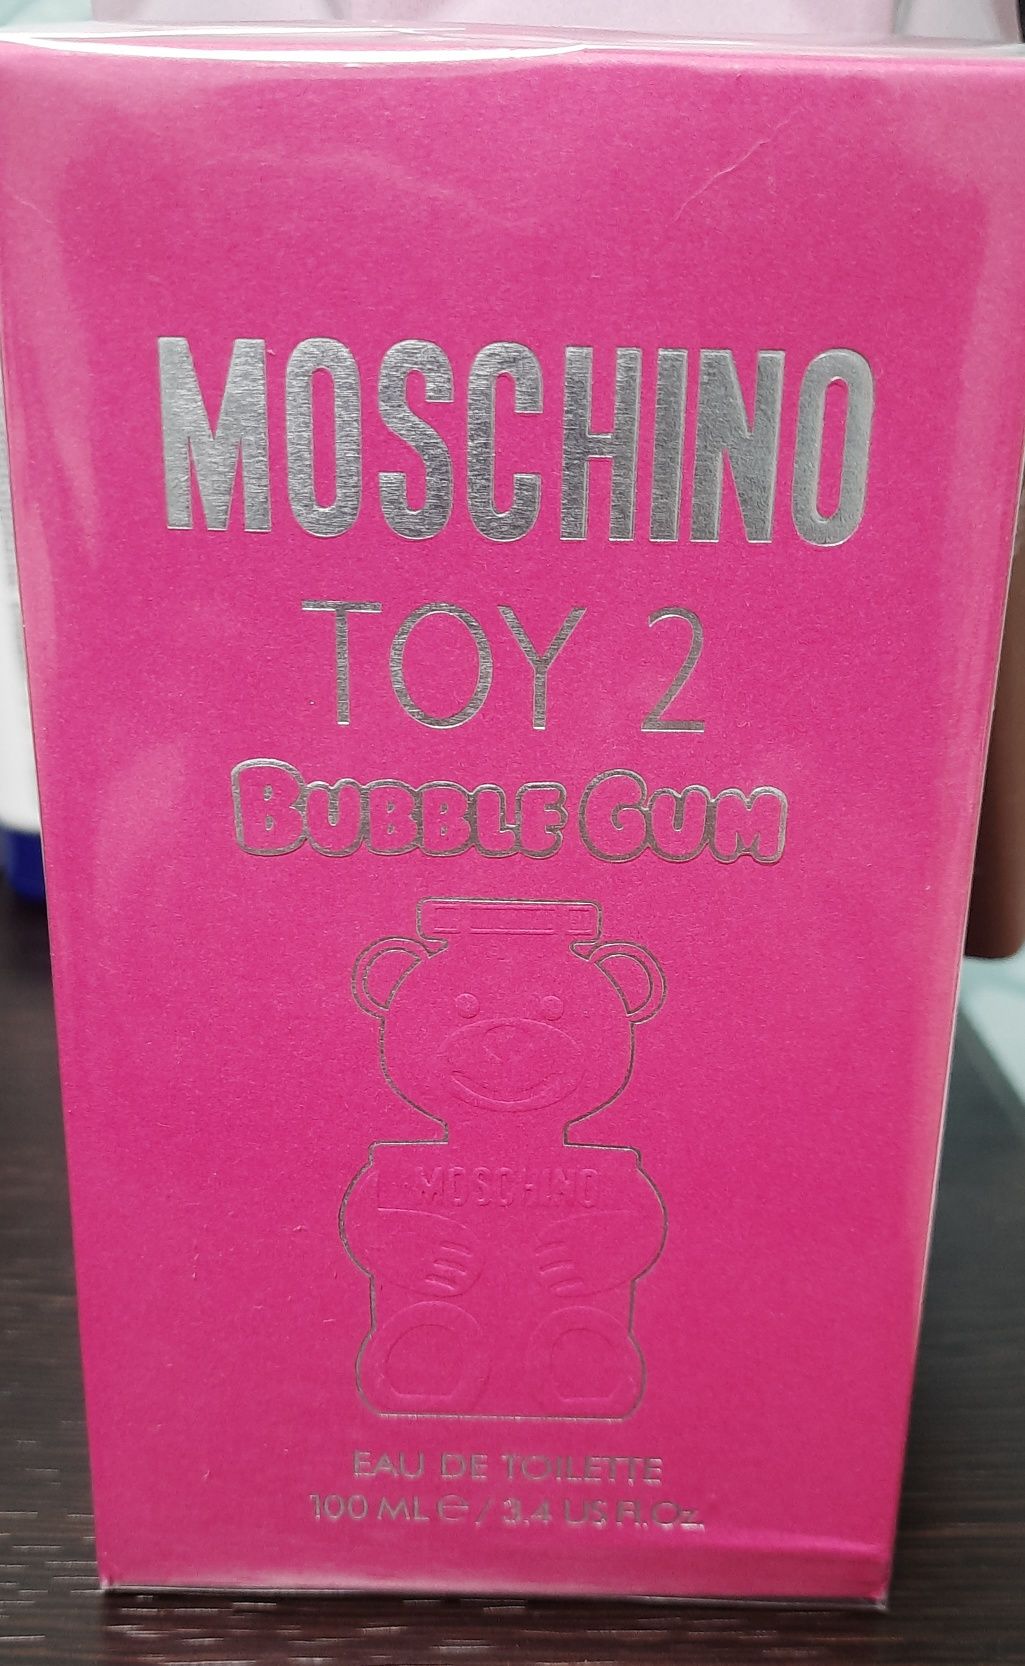 MOSCHINO
TOY 2
BUBBLE GUM
MOSCHINO
EAU DE TOILETTE
100 ML e / 3.4 US Fl.Oz.